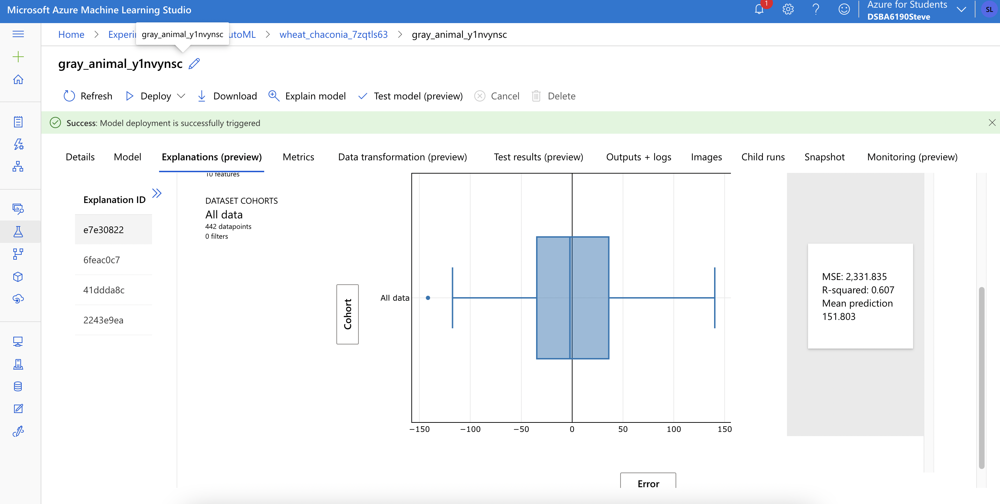 Microsoft Azure Machine Learning Studio
1
Azure for Students
DSBA6190Steve
SL
Home > Experi
gray_animal_y1nvynsc
utoML > wheat_chaconia_7zqtls63 > gray_animal_y1nvynsc
gray_animal_y1nvynsc
Refresh Deploy Download Explain model Test model (preview) Cancel Delete
Success: Model deployment is successfully triggered
Details Model Explanations (preview) Metrics Data transformation (preview) Test results (preview) Outputs + logs Images Child runs Snapshot Monitoring (preview)
Explanation ID
e7e30822
6feac0c7
41ddda8c
2243e9ea
10 features
DATASET COHORTS
All data
442 datapoints
0 filters
Cohort
All data
−150 −100 −50 0 50 100 150
Error
MSE: 2,331.835
R-squared: 0.607
Mean prediction
151.803